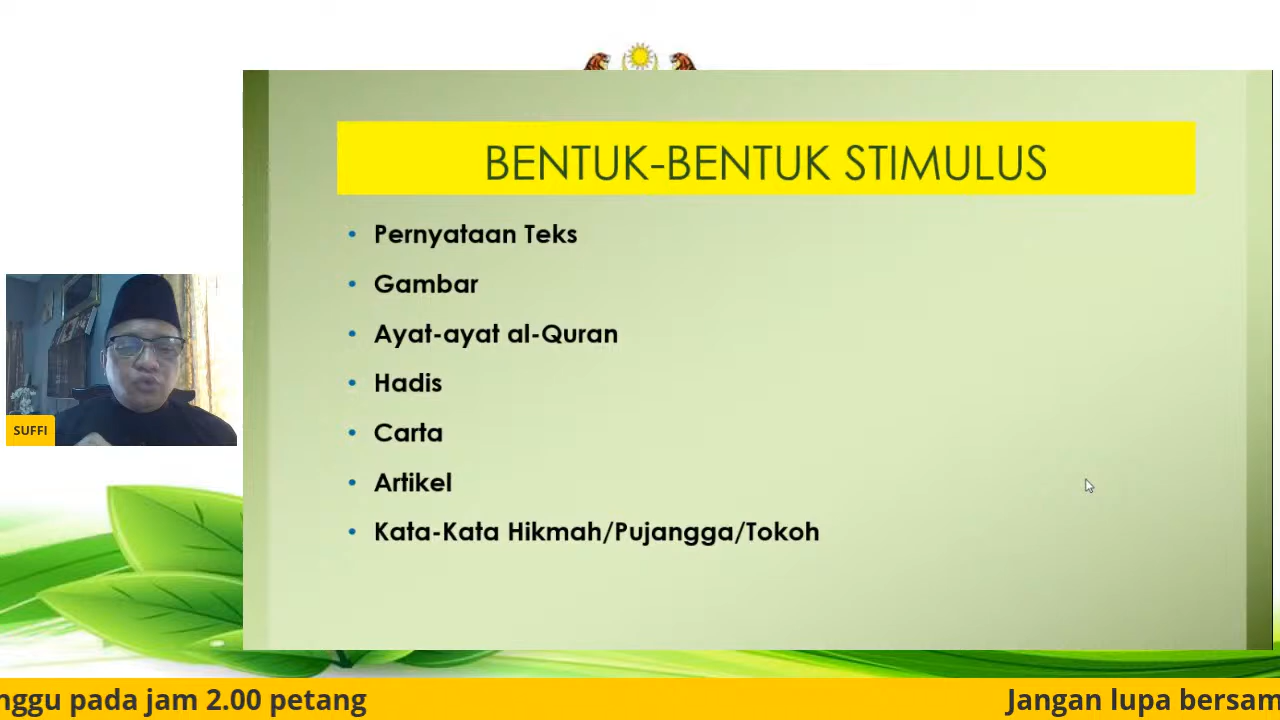 BENTUK-BENTUK STIMULUS
• Pernyataan Teks
• Gambar
• Ayat-ayat al-Quran
• Hadis
• Carta
• Artikel
• Kata-Kata Hikmah/Pujangga/Tokoh
SUFFI
nggu pada jam 2.00 petang
Jangan lupa bersam